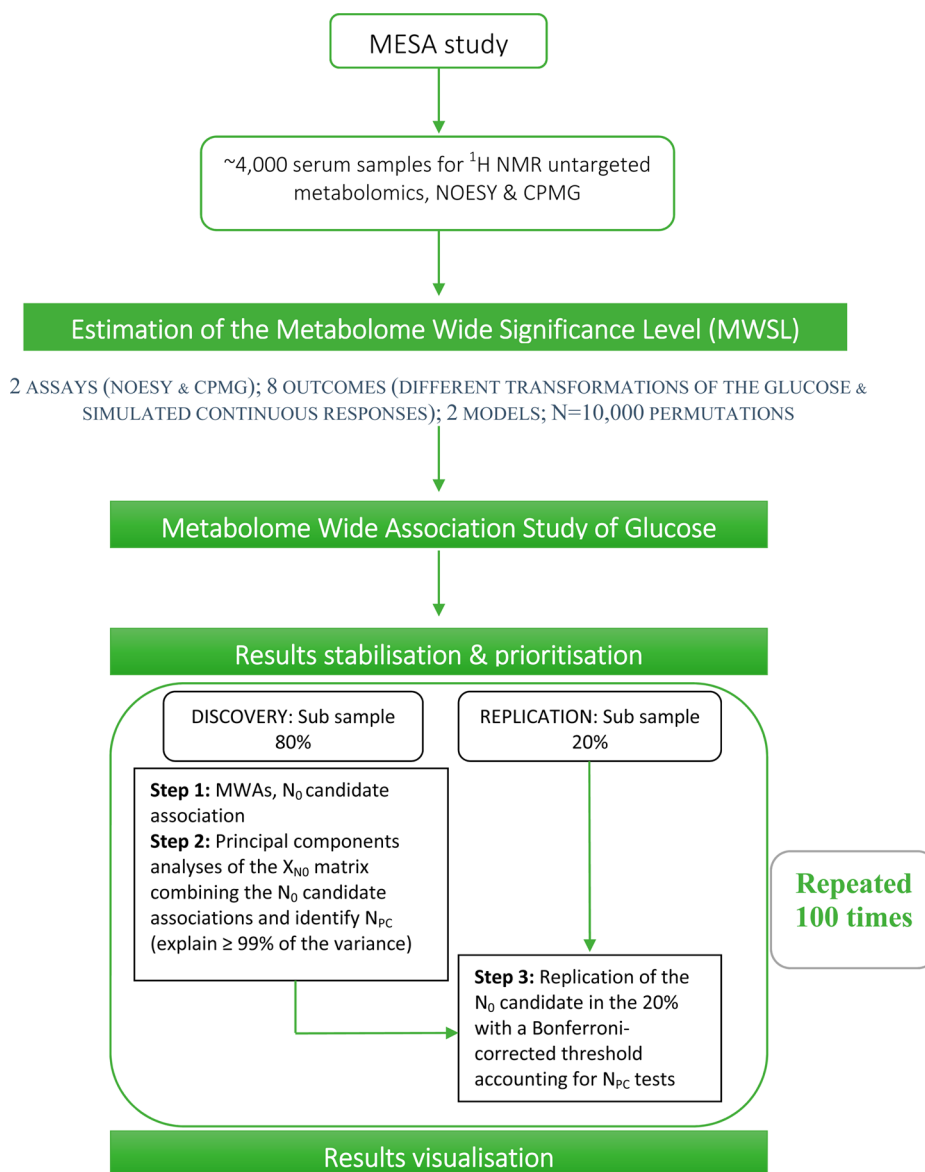 MESA study
~4,000 serum samples for ¹H NMR untargeted
metabolomics, NOESY & CPMG
Estimation of the Metabolome Wide Significance Level (MWSL)
2 ASSAYS (NOESY & CPMG); 8 OUTCOMES (DIFFERENT TRANSFORMATIONS OF THE GLUCOSE &
SIMULATED CONTINUOUS RESPONSES); 2 MODELS; N=10,000 PERMUTATIONS
Metabolome Wide Association Study of Glucose
Results stabilisation & prioritisation
DISCOVERY: Sub sample
80%
REPLICATION: Sub sample
20%
Step 1: MWAs, N₀ candidate
association
Step 2: Principal components
analyses of the X_N0 matrix
combining the N₀ candidate
associations and identify N_PC
(explain ≥ 99% of the variance)
Step 3: Replication of the
N₀ candidate in the 20%
with a Bonferroni-
corrected threshold
accounting for N_PC tests
Repeated
100 times
Results visualisation